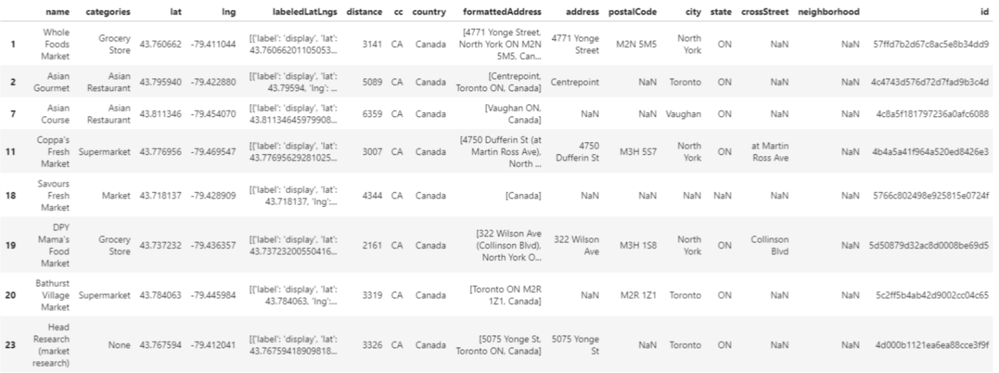 name categories lat lng labeledLatLngs distance cc country formattedAddress address postalCode city state crossStreet neighborhood id
1 Whole Foods Market Grocery Store 43.760662 -79.411044 [{'label': 'display', 'lat': 43.76066201105053... 3141 CA Canada [4771 Yonge Street, North York ON M2N 5M5, Can... 4771 Yonge Street M2N 5M5 North York ON NaN NaN 57ffd7b2d67c8ac5e8b34dd9
2 Asian Gourmet Asian Restaurant 43.795940 -79.422880 [{'label': 'display', 'lat': 43.79594, 'lng': ... 5089 CA Canada [Centrepoint, Toronto ON, Canada] Centrepoint NaN Toronto ON NaN NaN 4c4743d576d72d7fad9b3c4d
7 Asian Course Asian Restaurant 43.811346 -79.454070 [{'label': 'display', 'lat': 43.81134645979908... 6359 CA Canada [Vaughan ON, Canada] NaN NaN Vaughan ON NaN NaN 4c8a5f181797236a0afc6088
11 Coppa's Fresh Market Supermarket 43.776956 -79.469547 [{'label': 'display', 'lat': 43.77695629281025... 3007 CA Canada [4750 Dufferin St (at Martin Ross Ave), North ... 4750 Dufferin St M3H 5S7 North York ON at Martin Ross Ave NaN 4b4a5a41f964a520ed8426e3
18 Savours Fresh Market Market 43.718137 -79.428909 [{'label': 'display', 'lat': 43.718137, 'lng':... 4344 CA Canada [Canada] NaN NaN NaN NaN NaN NaN 5766c802498e925815e0724f
19 DPY Mama's Food Market Grocery Store 43.737232 -79.436357 [{'label': 'display', 'lat': 43.73723200550416... 2161 CA Canada [322 Wilson Ave (Collinson Blvd), North York O... 322 Wilson Ave M3H 1S8 North York ON Collinson Blvd NaN 5d50879d32ac8d0008be69d5
20 Bathurst Village Market Supermarket 43.784063 -79.445984 [{'label': 'display', 'lat': 43.784063, 'lng':... 3319 CA Canada [Toronto ON M2R 1Z1, Canada] NaN M2R 1Z1 Toronto ON NaN NaN 5c2ff5b4ab42d9002cc04c65
23 Head Research (market research) None 43.767594 -79.412041 [{'label': 'display', 'lat': 43.76759418909818... 3326 CA Canada [5075 Yonge St, Toronto ON, Canada] 5075 Yonge St NaN Toronto ON NaN NaN 4d000b1121ea6ea88cce3f9f